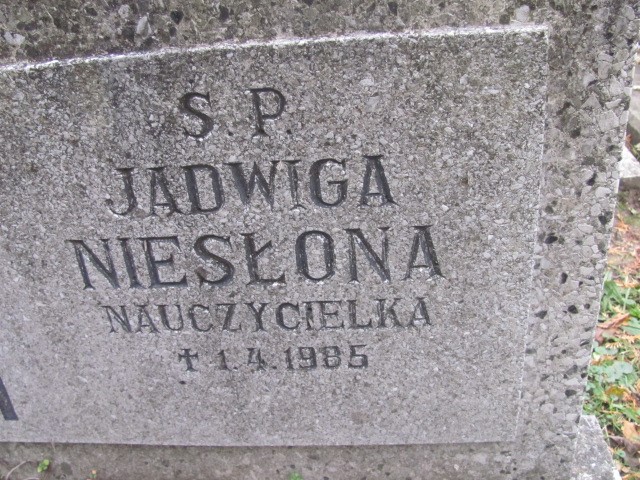 Ś.P.
JADWIGA
NIESŁONA
NAUCZYCIELKA
✝ 1.4.1985